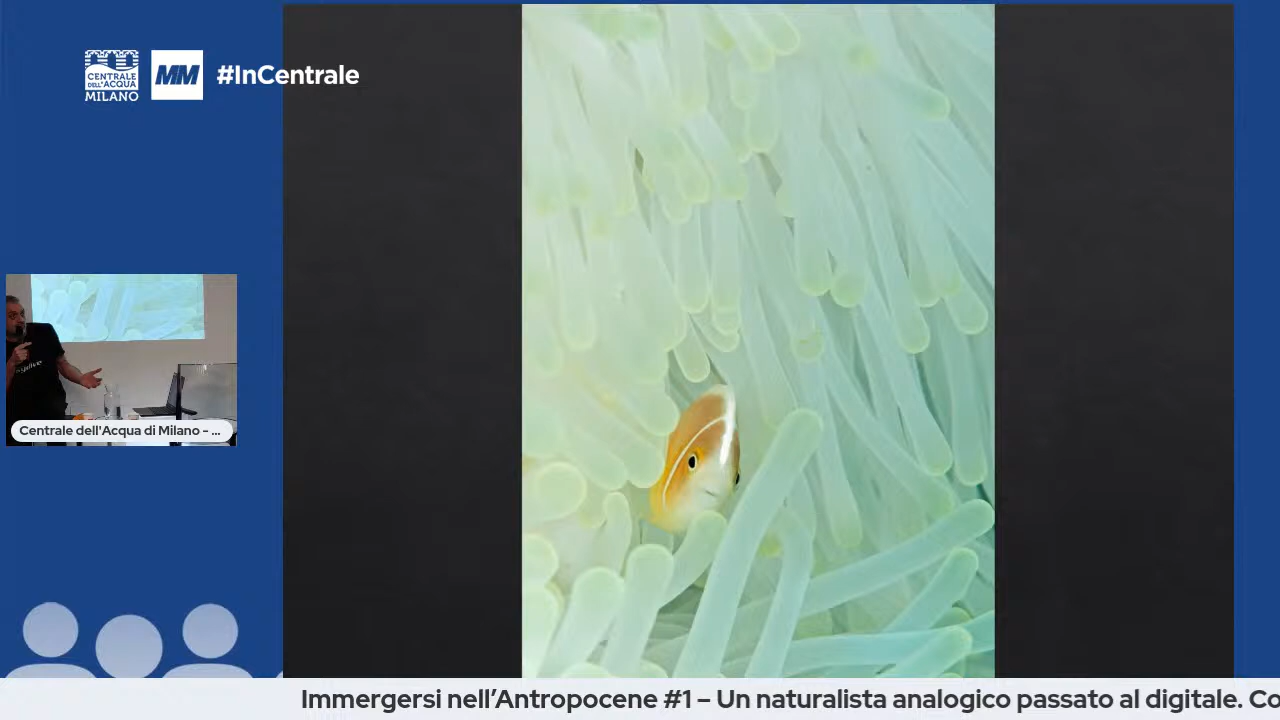 CENTRALE
DELL'ACQUA
MILANO
MM
#InCentrale
Centrale dell'Acqua di Milano - ...
Immergersi nell’Antropocene #1 – Un naturalista analogico passato al digitale. Co